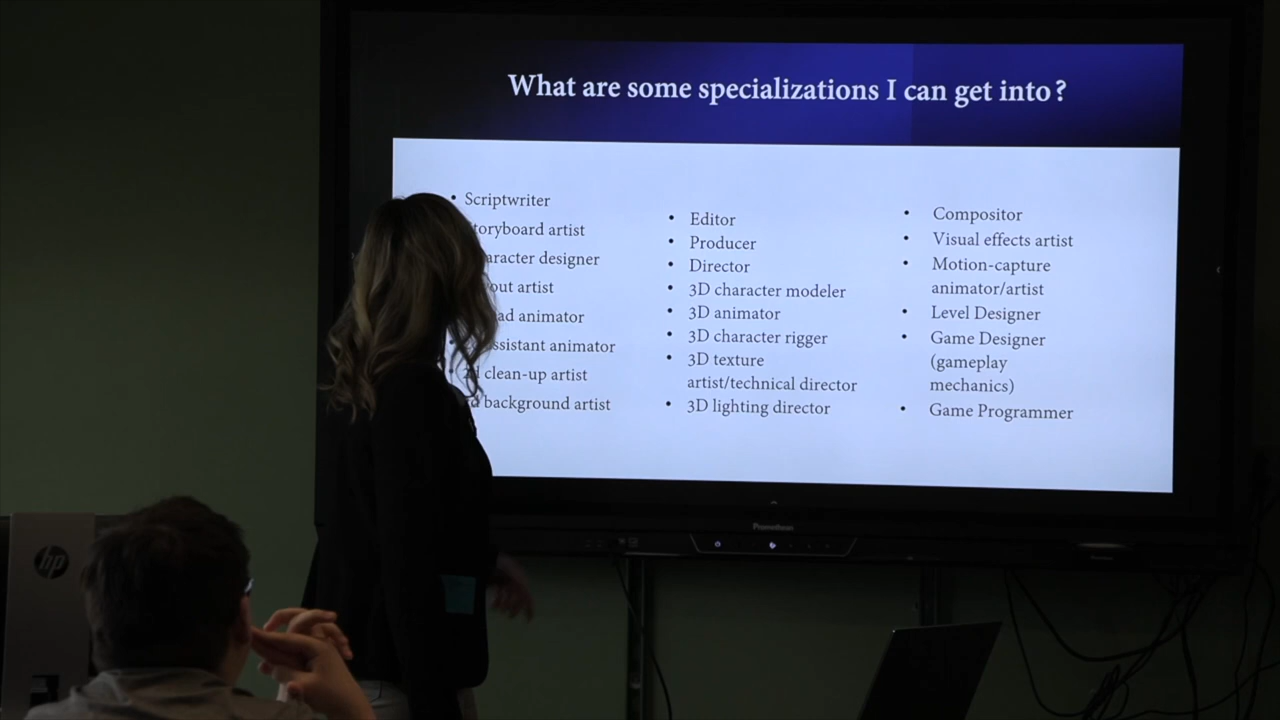 What are some specializations I can get into?
• Scriptwriter
toryboard artist
aracter designer
out artist
ad animator
ssistant animator
clean-up artist
background artist
• Editor
• Producer
• Director
• 3D character modeler
• 3D animator
• 3D character rigger
• 3D texture
artist/technical director
• 3D lighting director
• Compositor
• Visual effects artist
• Motion-capture
animator/artist
• Level Designer
• Game Designer
(gameplay
mechanics)
• Game Programmer
Promethean
hp